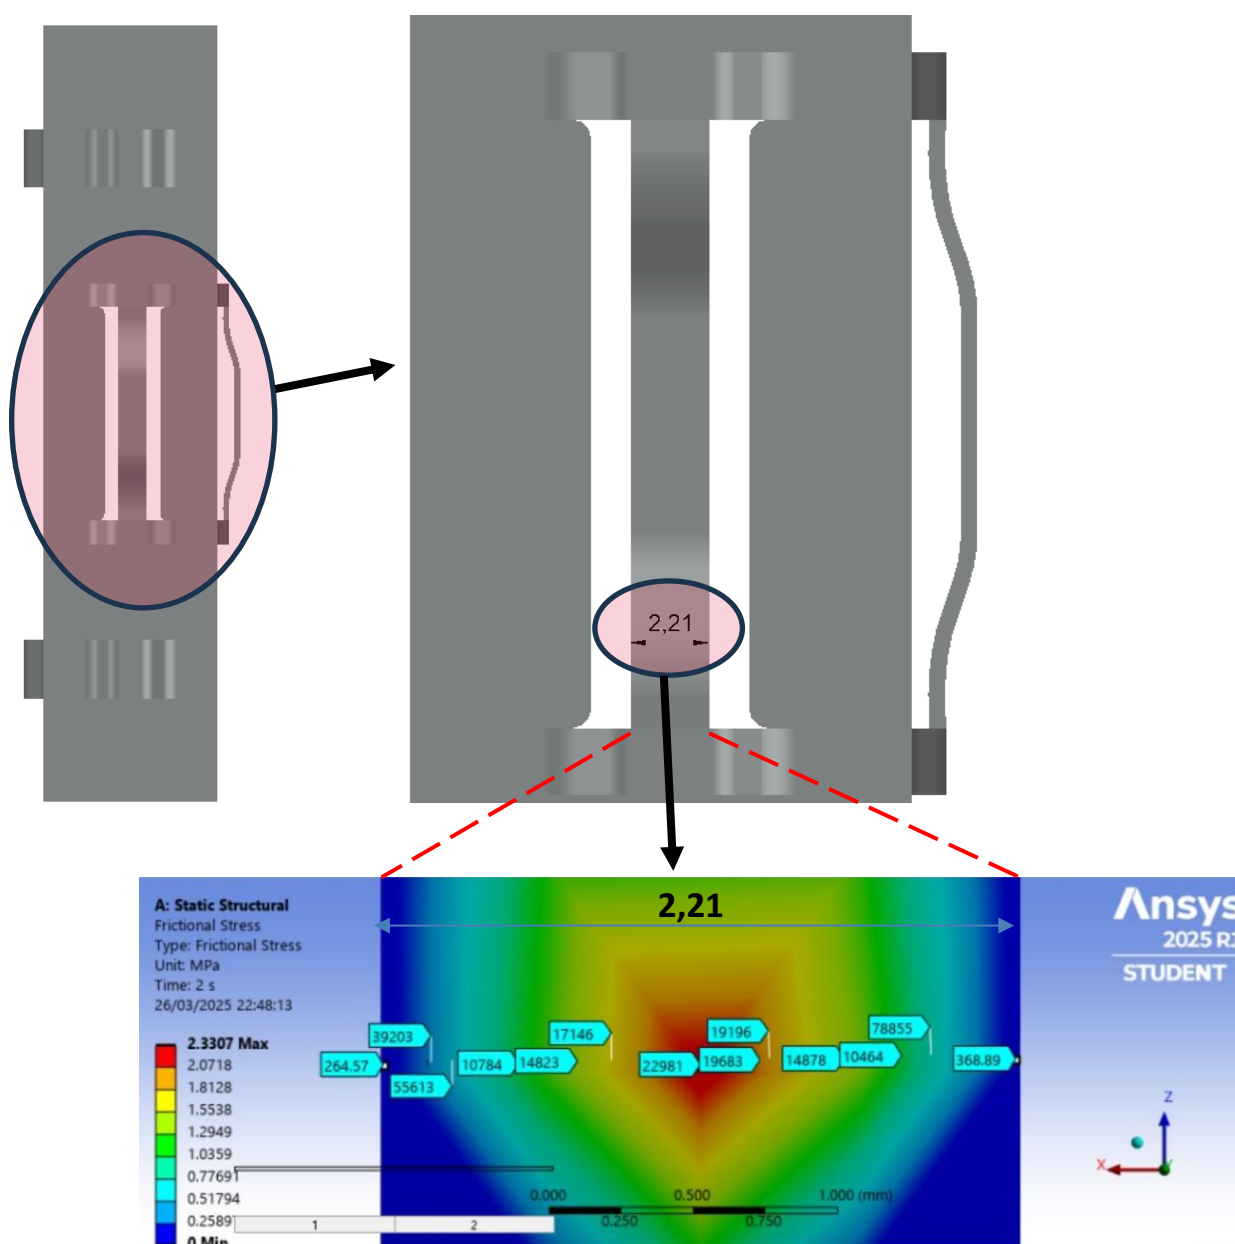 2,21
2,21
A: Static Structural
Frictional Stress
Type: Frictional Stress
Unit: MPa
Time: 2 s
26/03/2025 22:48:13
2.3307 Max
2.0718
1.8128
1.5538
1.2949
1.0359
0.77691
0.51794
0.2589
0 Min
264.57
39203
55613
10784
14823
17146
22981
19196
19683
14878
10464
78855
368.89
0.000
0.500
1.000 (mm)
0.250
0.750
1
2
Ansys
2025 R1
STUDENT
Z
X
Y